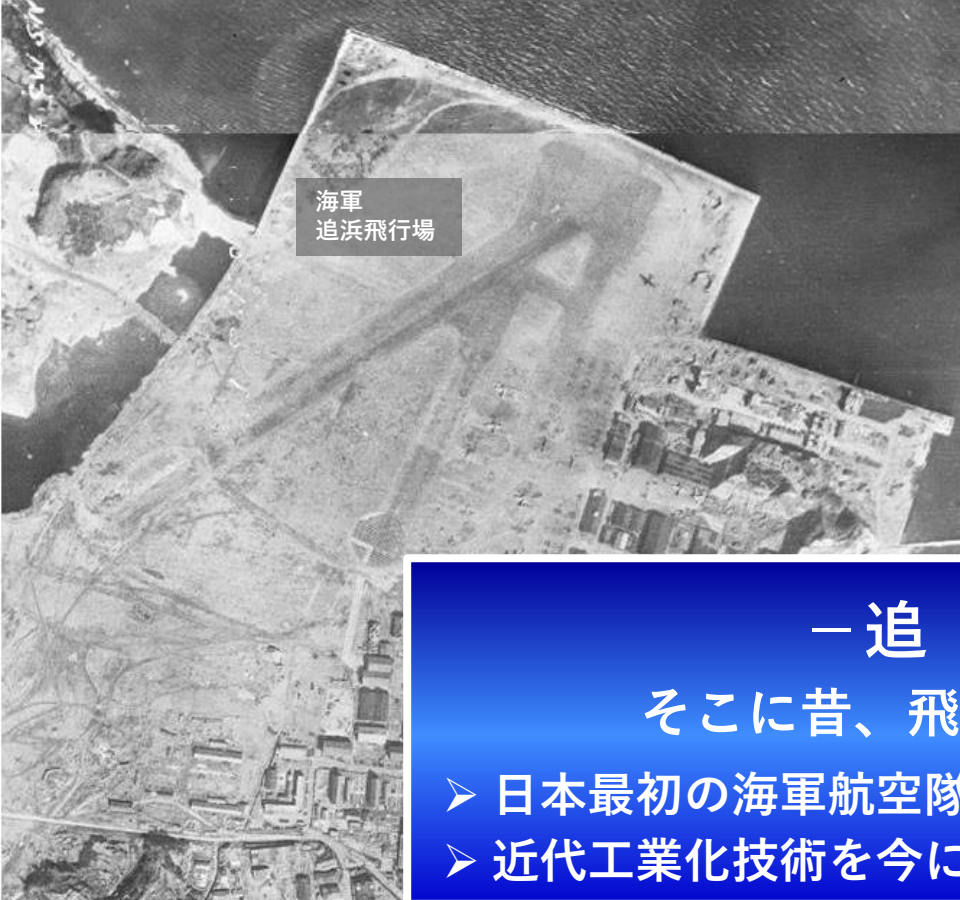 海軍
追浜飛行場
－追
そこに昔、飛
➢ 日本最初の海軍航空隊
➢ 近代工業化技術を今に